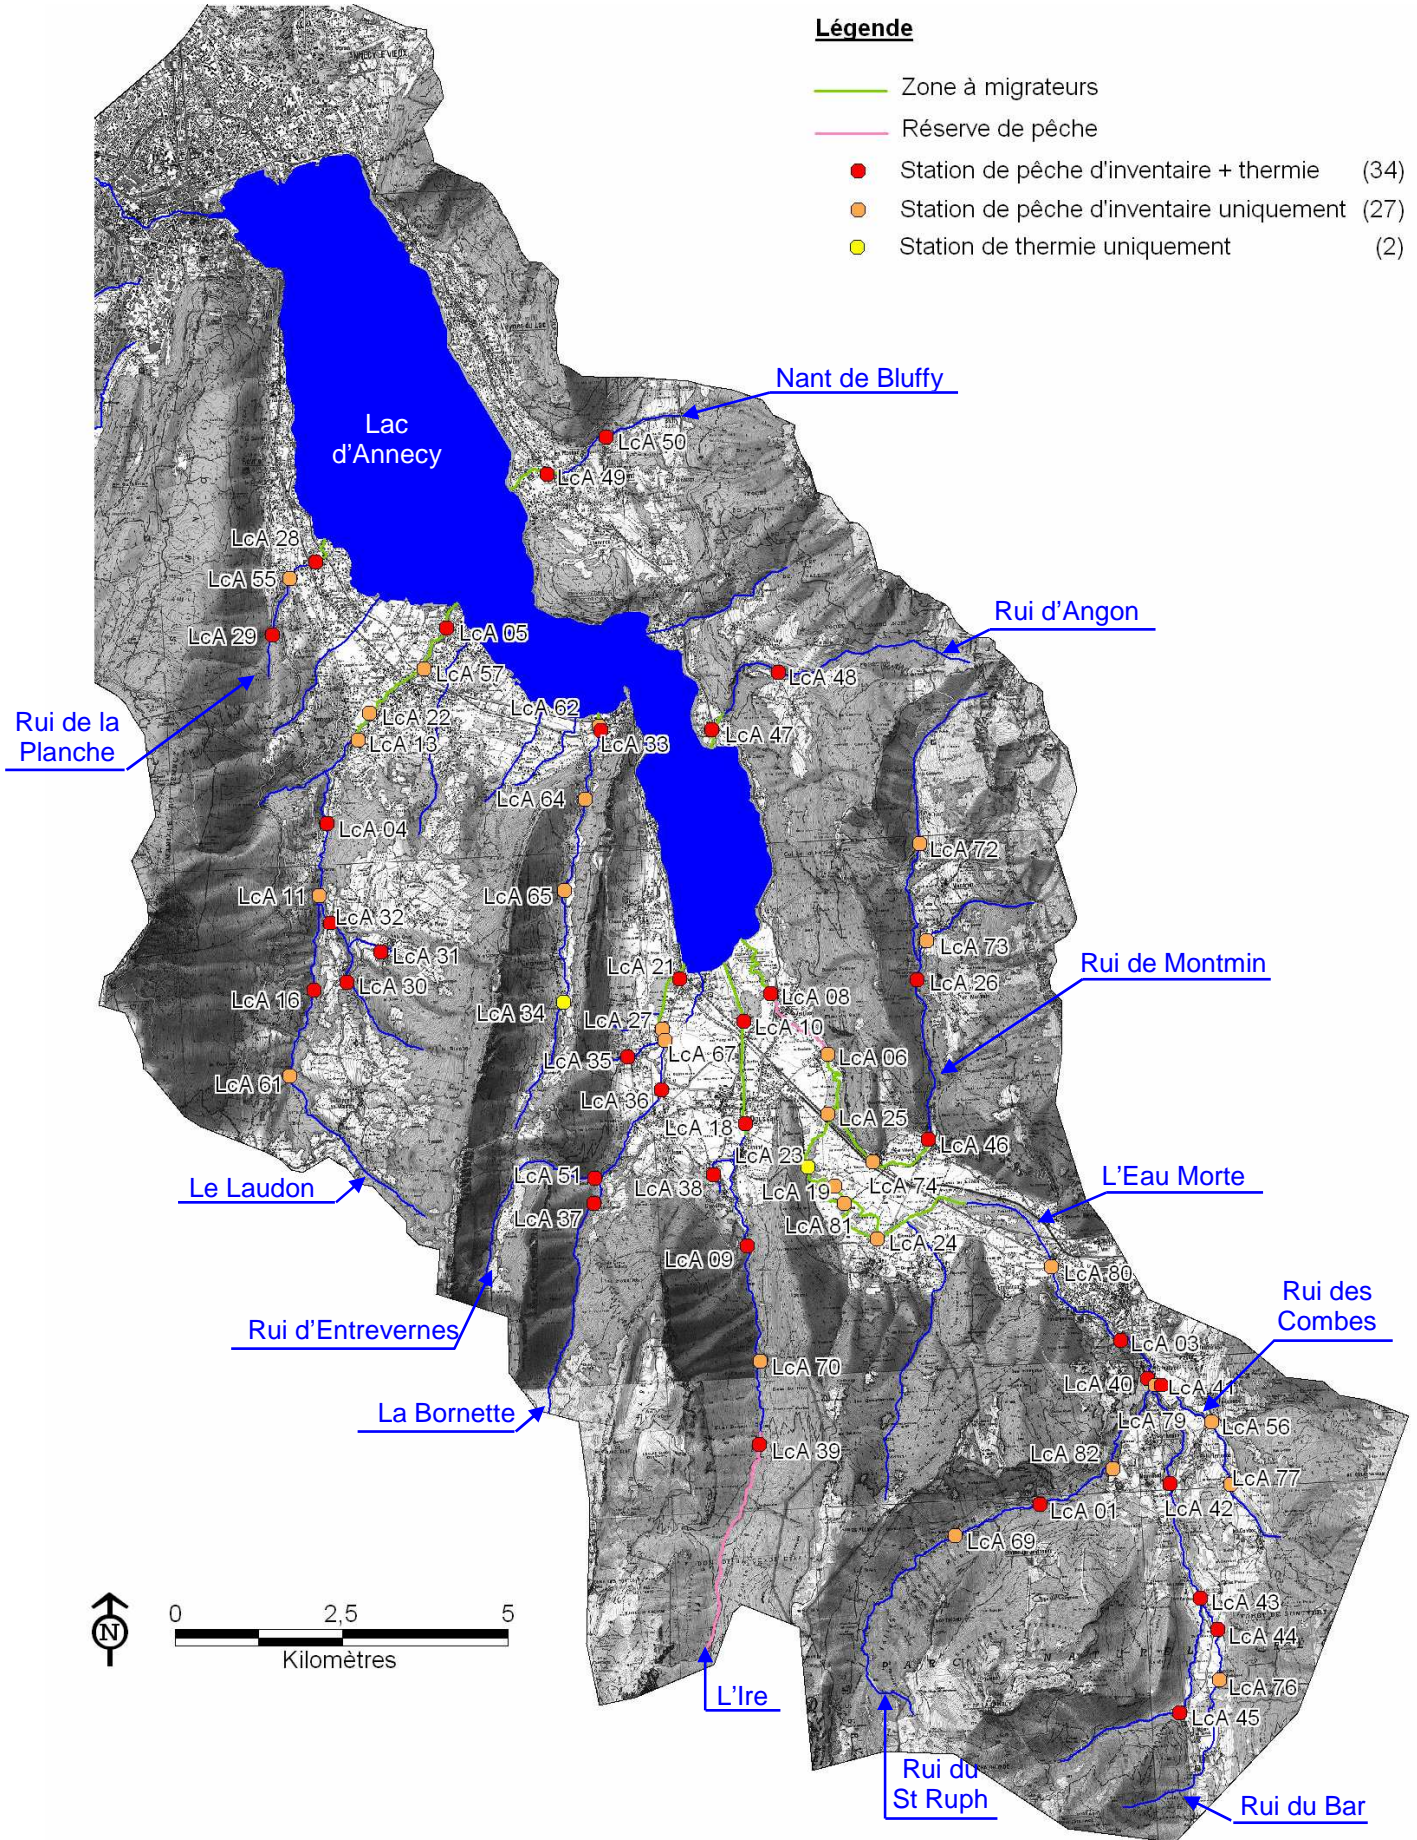 Légende
Zone à migrateurs
Réserve de pêche
Station de pêche d'inventaire + thermie (34)
Station de pêche d'inventaire uniquement (27)
Station de thermie uniquement (2)
Nant de Bluffy
Lac
d'Annecy
LcA 50
LcA 49
LcA 28
LcA 55
LcA 29
Rui d'Angon
LcA 05
LcA 57
LcA 48
LcA 62
LcA 22
LcA 13
LcA 33
LcA 47
Rui de la
Planche
LcA 64
LcA 04
LcA 72
LcA 65
LcA 11
LcA 32
LcA 31
LcA 73
Rui de Montmin
LcA 21
LcA 30
LcA 16
LcA 26
LcA 08
LcA 34
LcA 27
LcA 10
LcA 35
LcA 67
LcA 06
LcA 61
LcA 36
LcA 25
LcA 18
LcA 23
LcA 46
Le Laudon
LcA 51
LcA 38
LcA 19
LcA 74
L'Eau Morte
LcA 37
LcA 81
LcA 24
LcA 09
LcA 80
Rui des
Combes
Rui d'Entrevernes
LcA 03
LcA 70
LcA 40
LcA 41
La Bornette
LcA 79
LcA 56
LcA 39
LcA 82
LcA 77
LcA 01
LcA 42
LcA 69
N
0 2,5 5
Kilomètres
LcA 43
LcA 44
LcA 76
L'Ire
LcA 45
Rui du
St Ruph
Rui du Bar